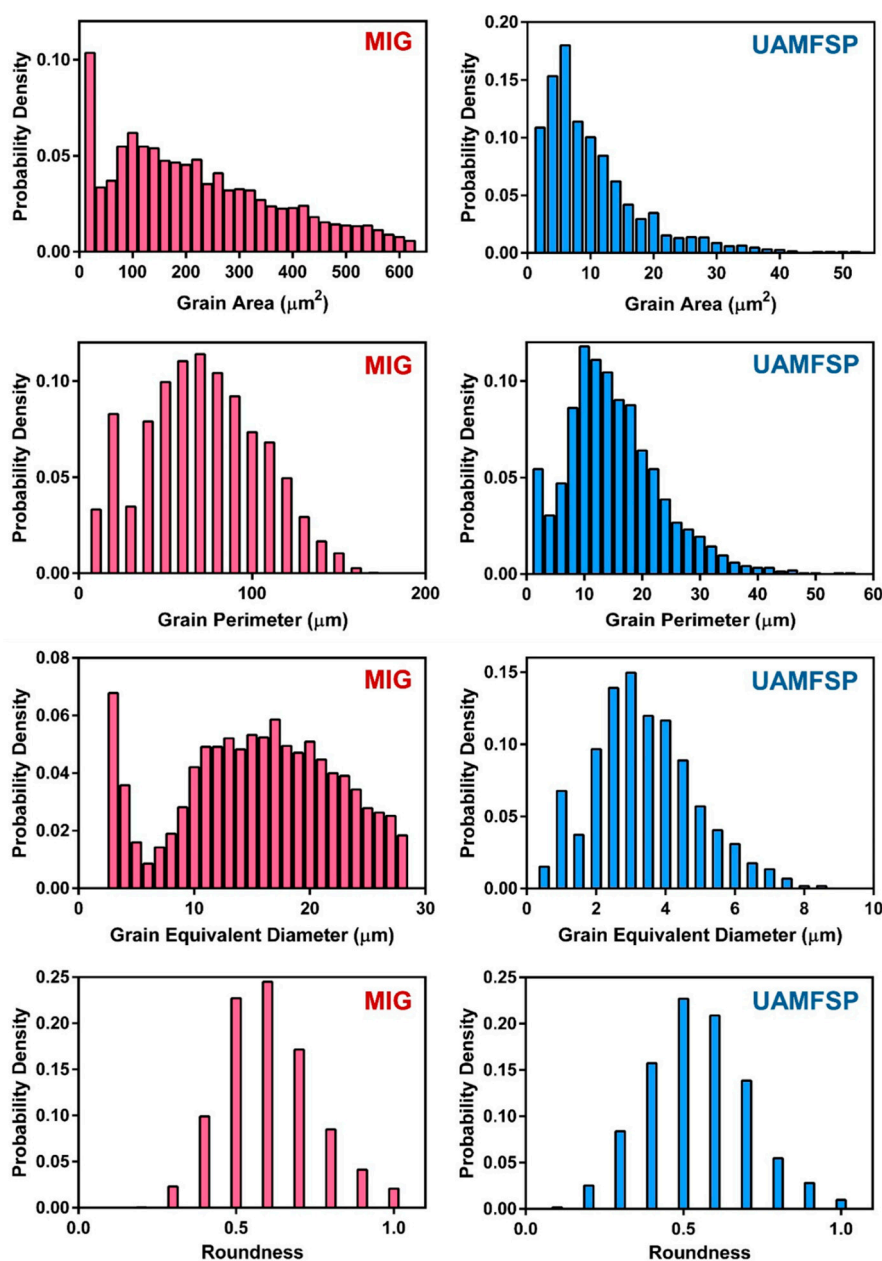 MIG
Probability Density
0.10
0.05
0.00
100 200 300 400 500 600
Grain Area (μm²)
UAMFSP
Probability Density
0.20
0.15
0.10
0.05
0.00
0 10 20 30 40 50
Grain Area (μm²)
MIG
Probability Density
0.10
0.05
0.00
0 100 200
Grain Perimeter (μm)
UAMFSP
Probability Density
0.10
0.05
0.00
0 10 20 30 40 50 60
Grain Perimeter (μm)
MIG
Probability Density
0.08
0.06
0.04
0.02
0.00
0 10 20 30
Grain Equivalent Diameter (μm)
UAMFSP
Probability Density
0.15
0.10
0.05
0.00
0 2 4 6 8 10
Grain Equivalent Diameter (μm)
MIG
Probability Density
0.25
0.20
0.15
0.10
0.05
0.00
0.0 0.5 1.0
Roundness
UAMFSP
Probability Density
0.25
0.20
0.15
0.10
0.05
0.00
0.0 0.5 1.0
Roundness